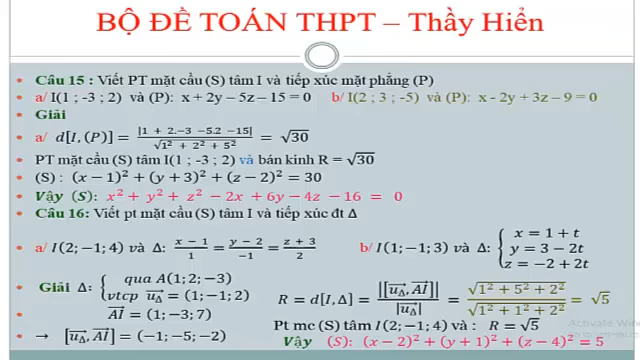 BỘ ĐỀ TOÁN THPT – Thầy Hiển
Câu 15 : Viết PT mặt cầu (S) tâm I và tiếp xúc mặt phẳng (P)
a/ I(1 ; -3 ; 2) và (P): x + 2y – 5z – 15 = 0 b/ I(2 ; 3 ; -5) và (P): x - 2y + 3z – 9 = 0
Giải
a/ d[I, (P)] = |1 + 2.−3 −5.2 −15| / √(1² + 2² + 5²) = √30
PT mặt cầu (S) tâm I(1 ; -3 ; 2) và bán kinh R = √30
(S) : (x − 1)² + (y + 3)² + (z − 2)² = 30
Vậy (S): x² + y² + z² − 2x + 6y − 4z − 16 = 0
Câu 16: Viết pt mặt cầu (S) tâm I và tiếp xúc đt Δ
a/ I(2; −1; 4) và Δ: (x − 1)/1 = (y − 2)/−1 = (z + 3)/2 b/ I(1; −1; 3) và Δ: { x = 1 + t
y = 3 − 2t
z = −2 + 2t
Giải Δ: { qua A(1; 2; −3)
vtcp u⃗_Δ = (1; −1; 2)
AI⃗ = (1; −3; 7)
→ [u⃗_Δ, AI⃗] = (−1; −5; −2)
R = d[I, Δ] = |[u⃗_Δ, AI⃗]| / |u⃗_Δ| = √(1² + 5² + 2²) / √(1² + 1² + 2²) = √5
Pt mc (S) tâm I(2; −1; 4) và : R = √5
Vậy (S): (x − 2)² + (y + 1)² + (z − 4)² = 5
Activate Win